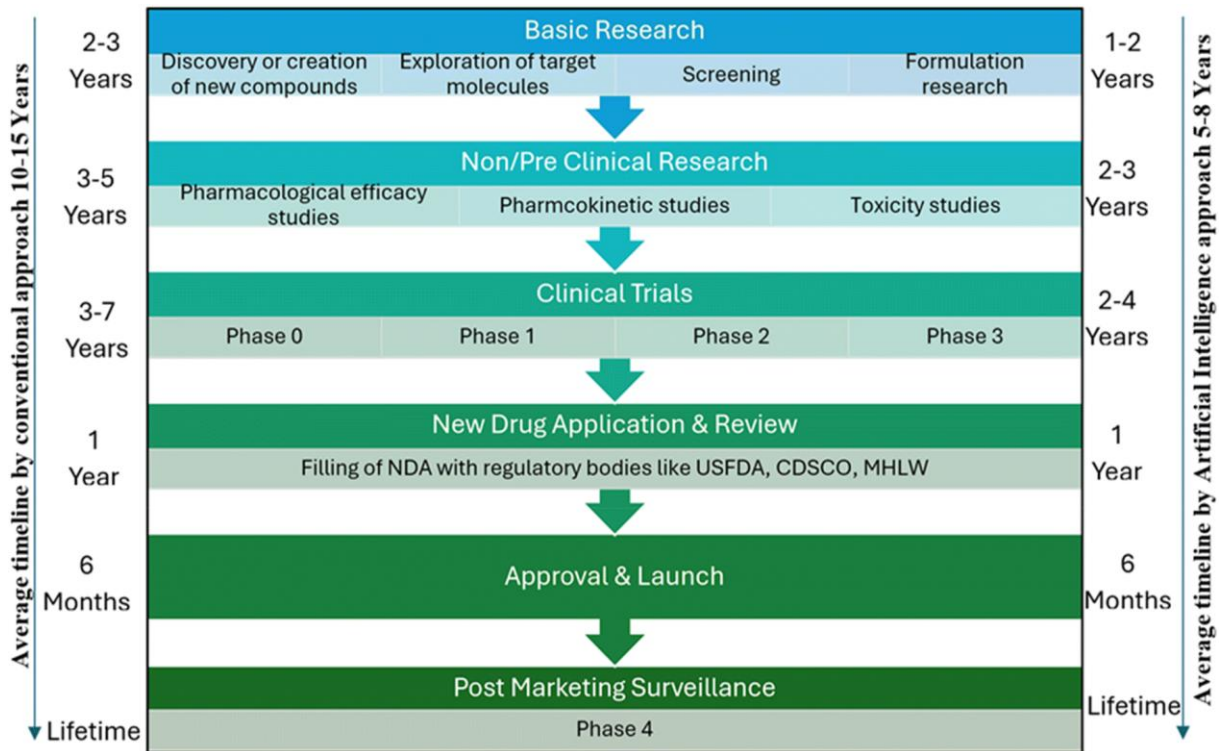 Average timeline by conventional approach 10-15 Years
2-3
Years
Basic Research
Discovery or creation
of new compounds
Exploration of target
molecules
Screening
Formulation
research
1-2
Years
3-5
Years
Non/Pre Clinical Research
Pharmacological efficacy
studies
Pharmcokinetic studies
Toxicity studies
2-3
Years
3-7
Years
Clinical Trials
Phase 0
Phase 1
Phase 2
Phase 3
2-4
Years
1
Year
New Drug Application & Review
Filling of NDA with regulatory bodies like USFDA, CDSCO, MHLW
1
Year
6
Months
Approval & Launch
6
Months
Lifetime
Post Marketing Surveillance
Phase 4
Lifetime
Average timeline by Artificial Intelligence approach 5-8 Years